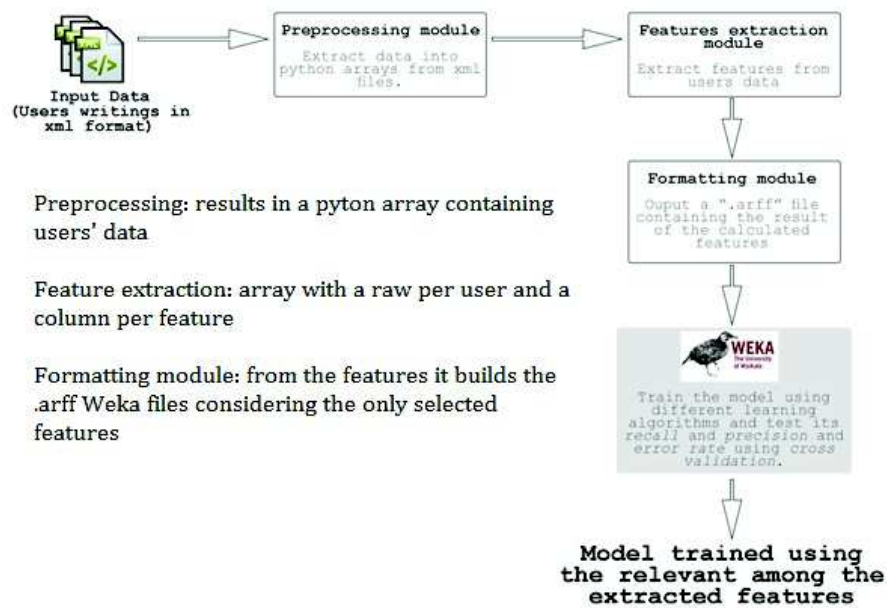 Input Data
(Users writings in
xml format)
Preprocessing module
Extract data into
python arrays from xml
files.
Features extraction
module
Extract features from
users data
Formatting module
Ouput a ".arff" file
containing the result
of the calculated
features
Preprocessing: results in a pyton array containing
users' data
Feature extraction: array with a raw per user and a
column per feature
Formatting module: from the features it builds the
.arff Weka files considering the only selected
features
WEKA
The University
of Waikato
Train the model using
different learning
algorithms and test its
recall and precision and
error rate using cross
validation.
Model trained using
the relevant among the
extracted features